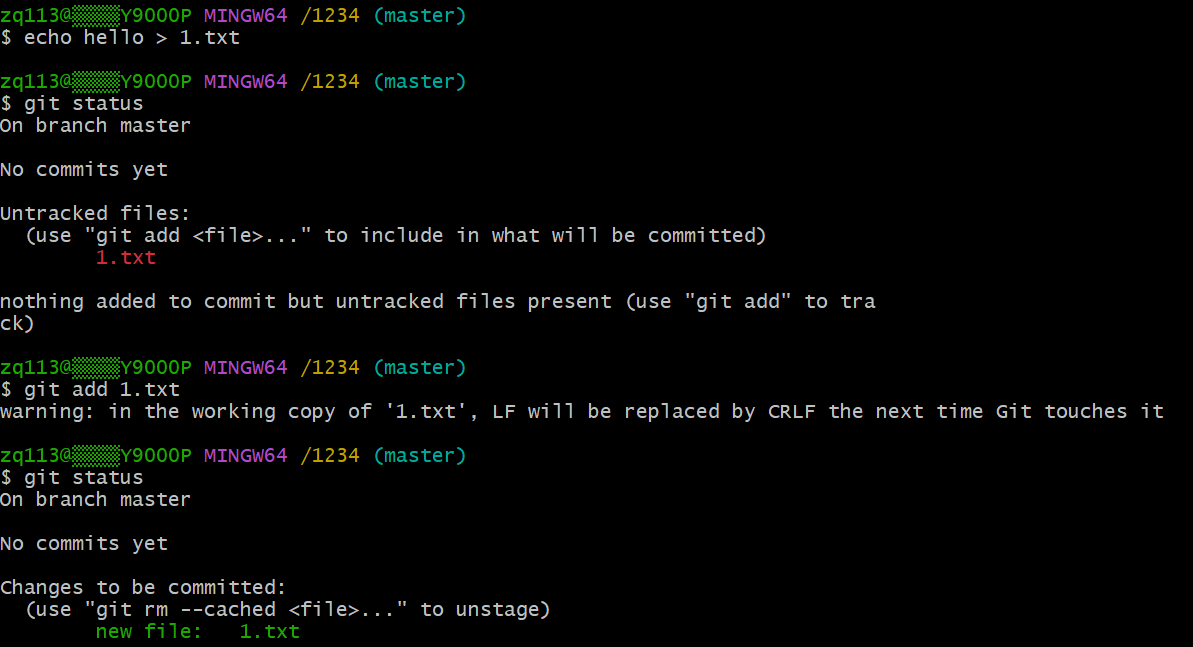 zq113@▒▒▒▒Y9000P MINGW64 /1234 (master)
$ echo hello > 1.txt
zq113@▒▒▒▒Y9000P MINGW64 /1234 (master)
$ git status
On branch master
No commits yet
Untracked files:
  (use "git add <file>..." to include in what will be committed)
        1.txt
nothing added to commit but untracked files present (use "git add" to tra
ck)
zq113@▒▒▒▒Y9000P MINGW64 /1234 (master)
$ git add 1.txt
warning: in the working copy of '1.txt', LF will be replaced by CRLF the next time Git touches it
zq113@▒▒▒▒Y9000P MINGW64 /1234 (master)
$ git status
On branch master
No commits yet
Changes to be committed:
  (use "git rm --cached <file>..." to unstage)
        new file:   1.txt